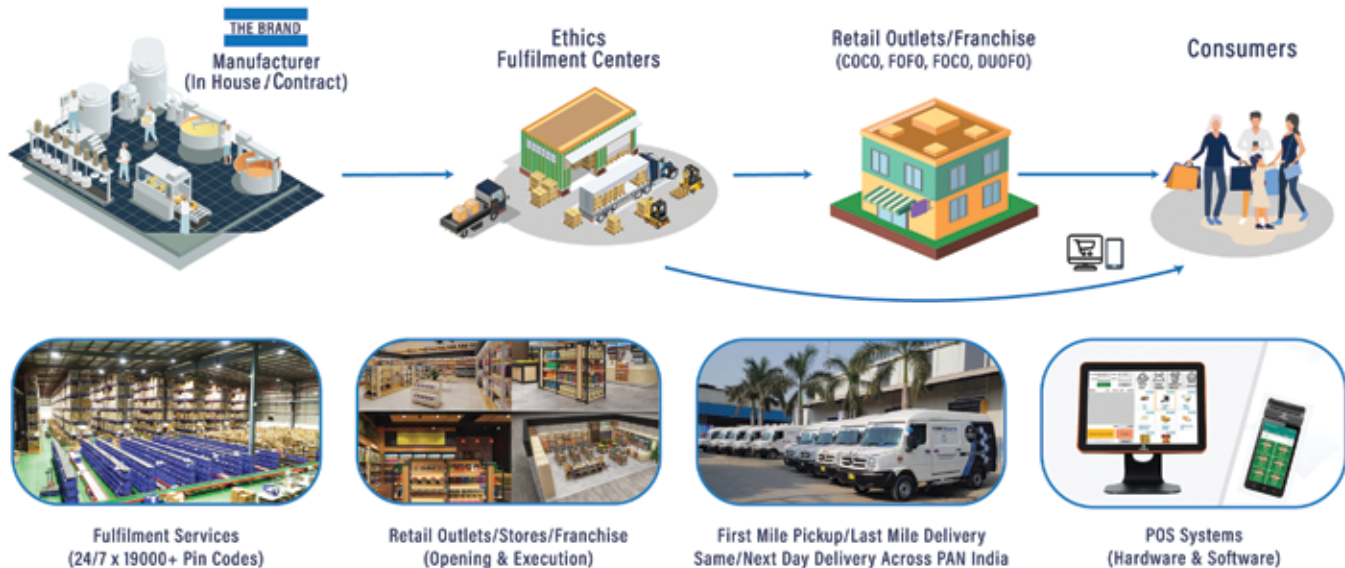 THE BRAND
Manufacturer
(In House / Contract)
Ethics
Fulfilment Centers
Retail Outlets/Franchise
(COCO, FOFO, FOCO, DUOFO)
Consumers
Fulfilment Services
(24/7 x 19000+ Pin Codes)
Retail Outlets/Stores/Franchise
(Opening & Execution)
First Mile Pickup/Last Mile Delivery
Same/Next Day Delivery Across PAN India
POS Systems
(Hardware & Software)